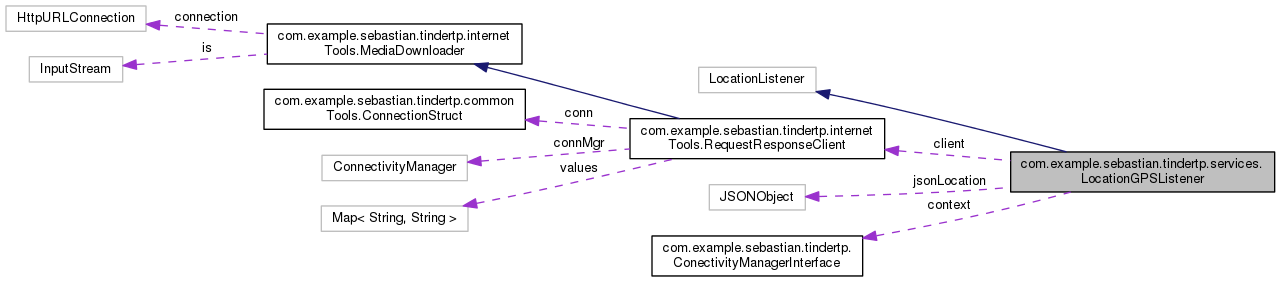 HttpURLConnection
connection
com.example.sebastian.tindertp.internet
Tools.MediaDownloader
is
InputStream
LocationListener
com.example.sebastian.tindertp.common
Tools.ConnectionStruct
conn
com.example.sebastian.tindertp.internet
Tools.RequestResponseClient
connMgr
client
ConnectivityManager
com.example.sebastian.tindertp.services.
LocationGPSListener
values
jsonLocation
JSONObject
context
Map< String, String >
com.example.sebastian.tindertp.
ConectivityManagerInterface